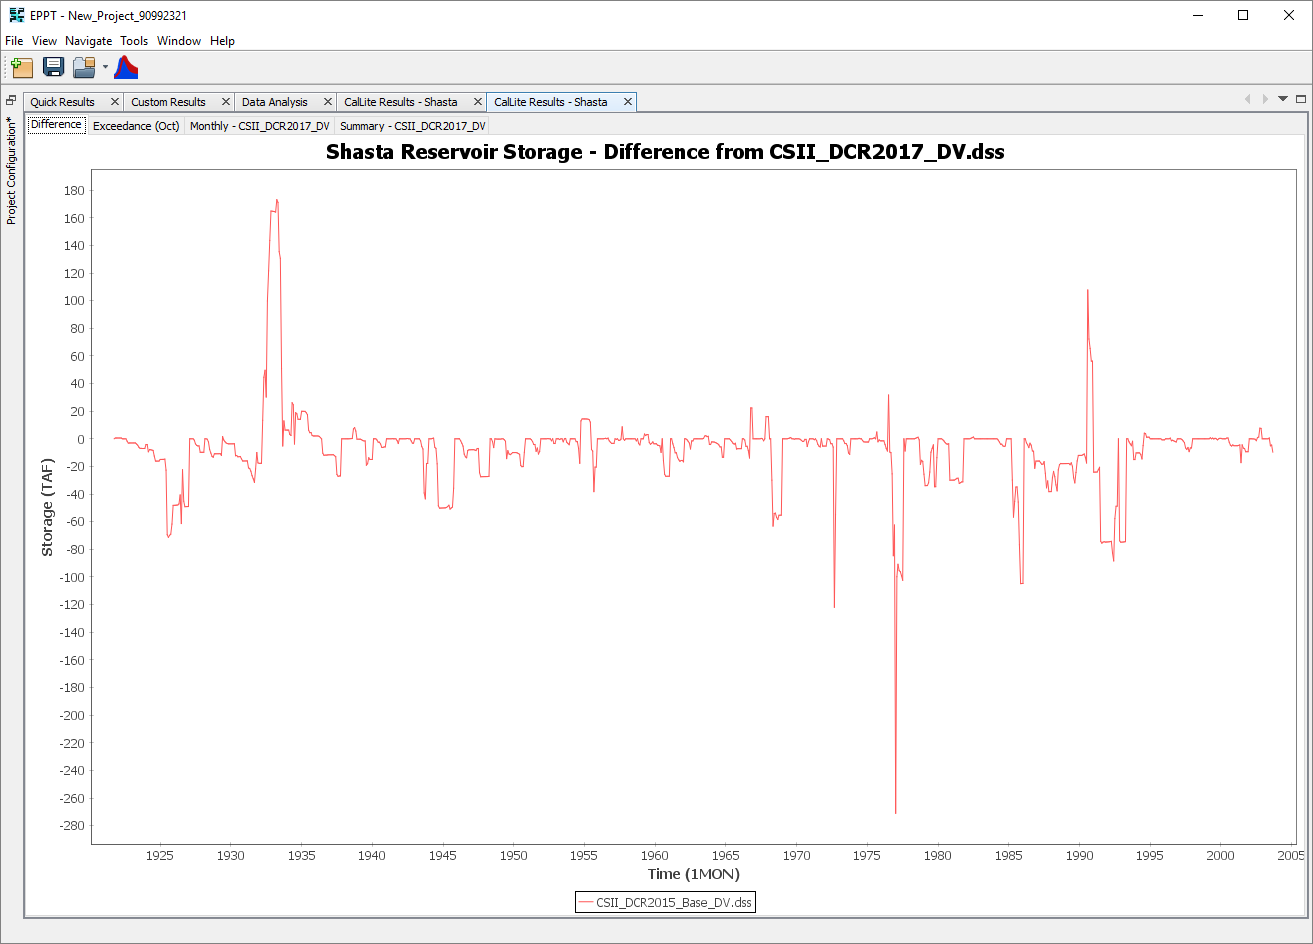 EPPT - New_Project_90992321
File View Navigate Tools Window Help
Quick Results Custom Results Data Analysis CalLite Results - Shasta CalLite Results - Shasta
Project Configuration*
Difference Exceedance (Oct) Monthly - CSII_DCR2017_DV Summary - CSII_DCR2017_DV
Shasta Reservoir Storage - Difference from CSII_DCR2017_DV.dss
Storage (TAF)
180
160
140
120
100
80
60
40
20
0
-20
-40
-60
-80
-100
-120
-140
-160
-180
-200
-220
-240
-260
-280
1925 1930 1935 1940 1945 1950 1955 1960 1965 1970 1975 1980 1985 1990 1995 2000 2005
Time (1MON)
CSII_DCR2015_Base_DV.dss